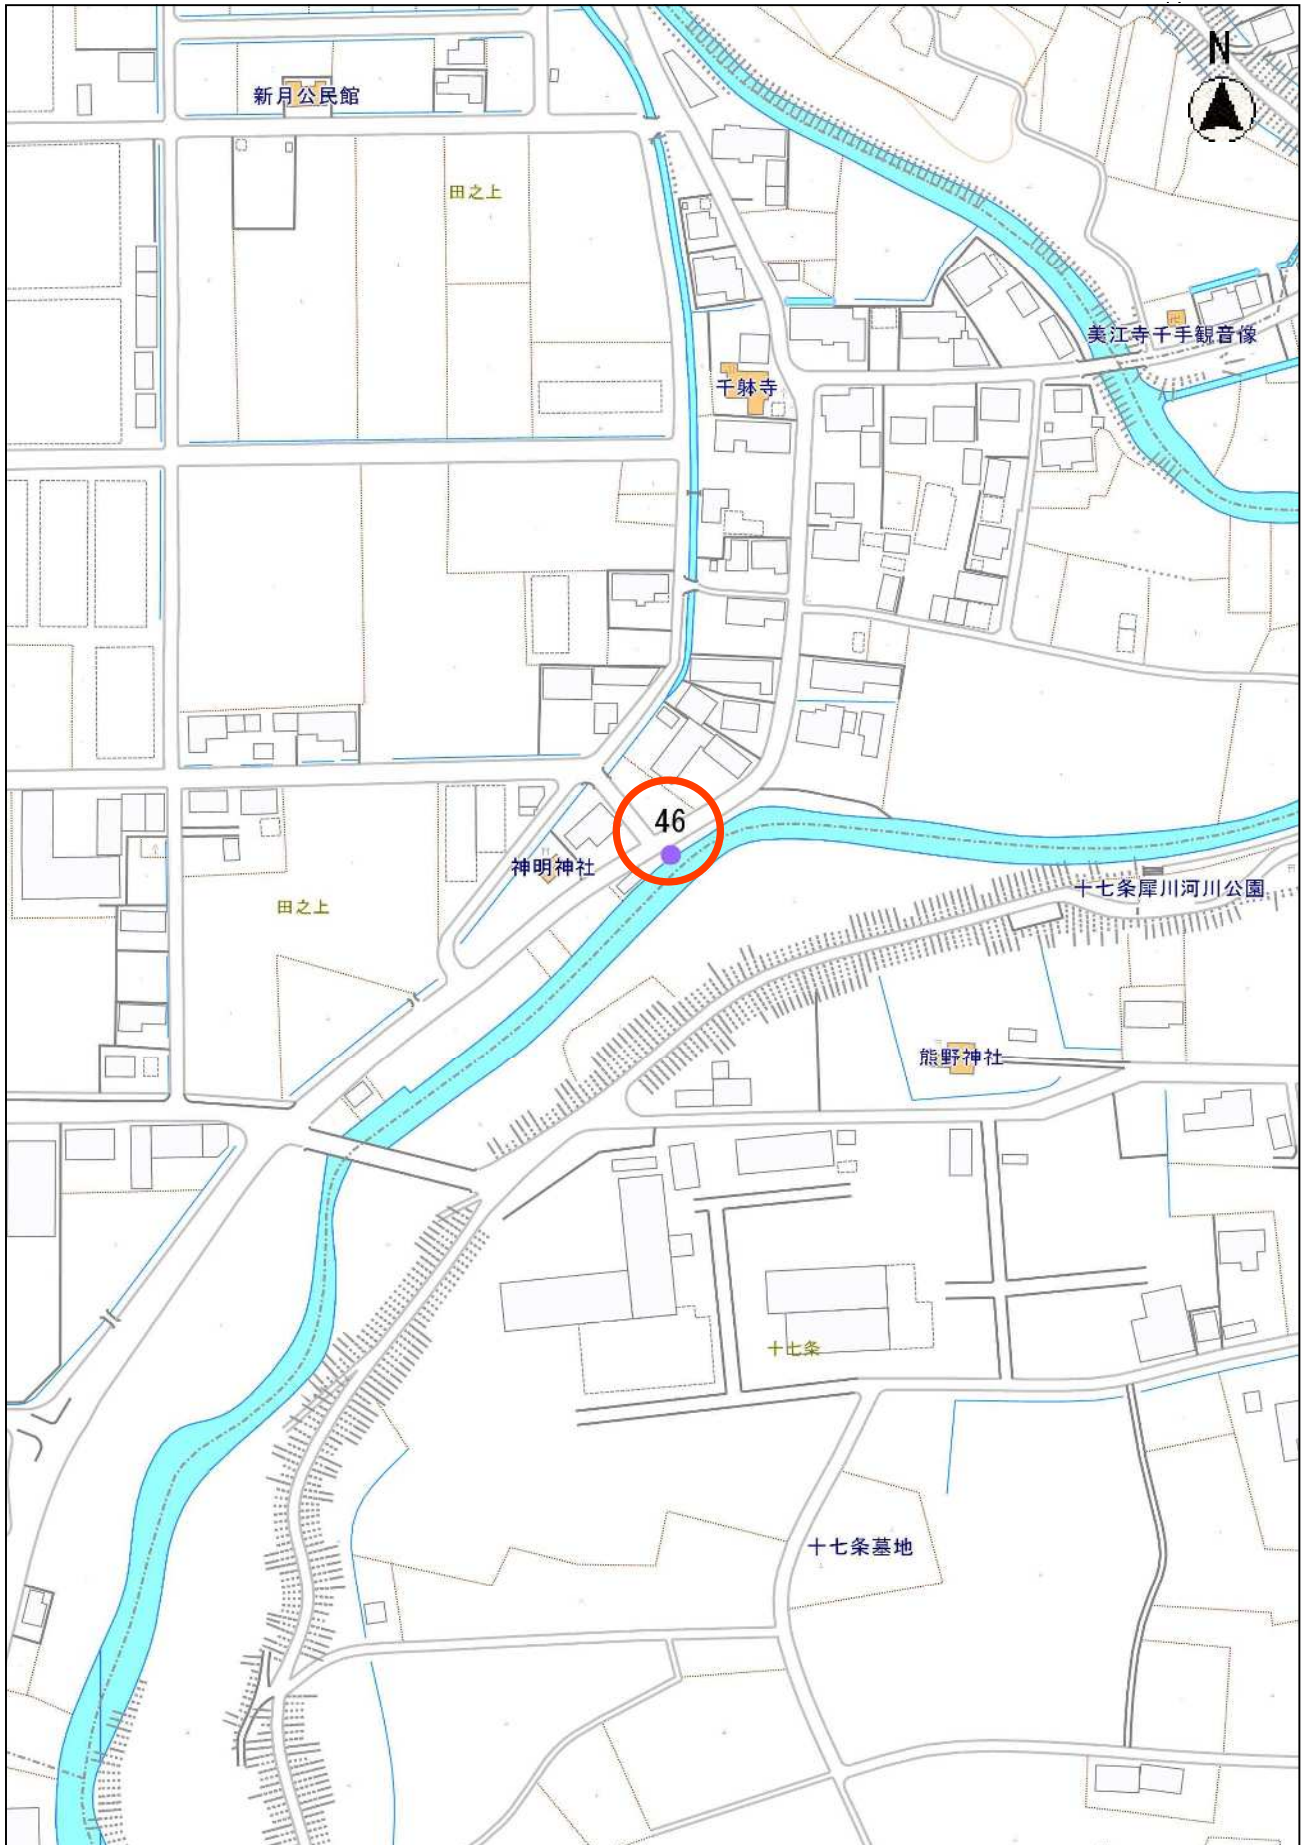 N
新月公民館
田之上
美江寺千手観音像
千躰寺
46
神明神社
十七条犀川河川公園
田之上
熊野神社
十七条
十七条墓地